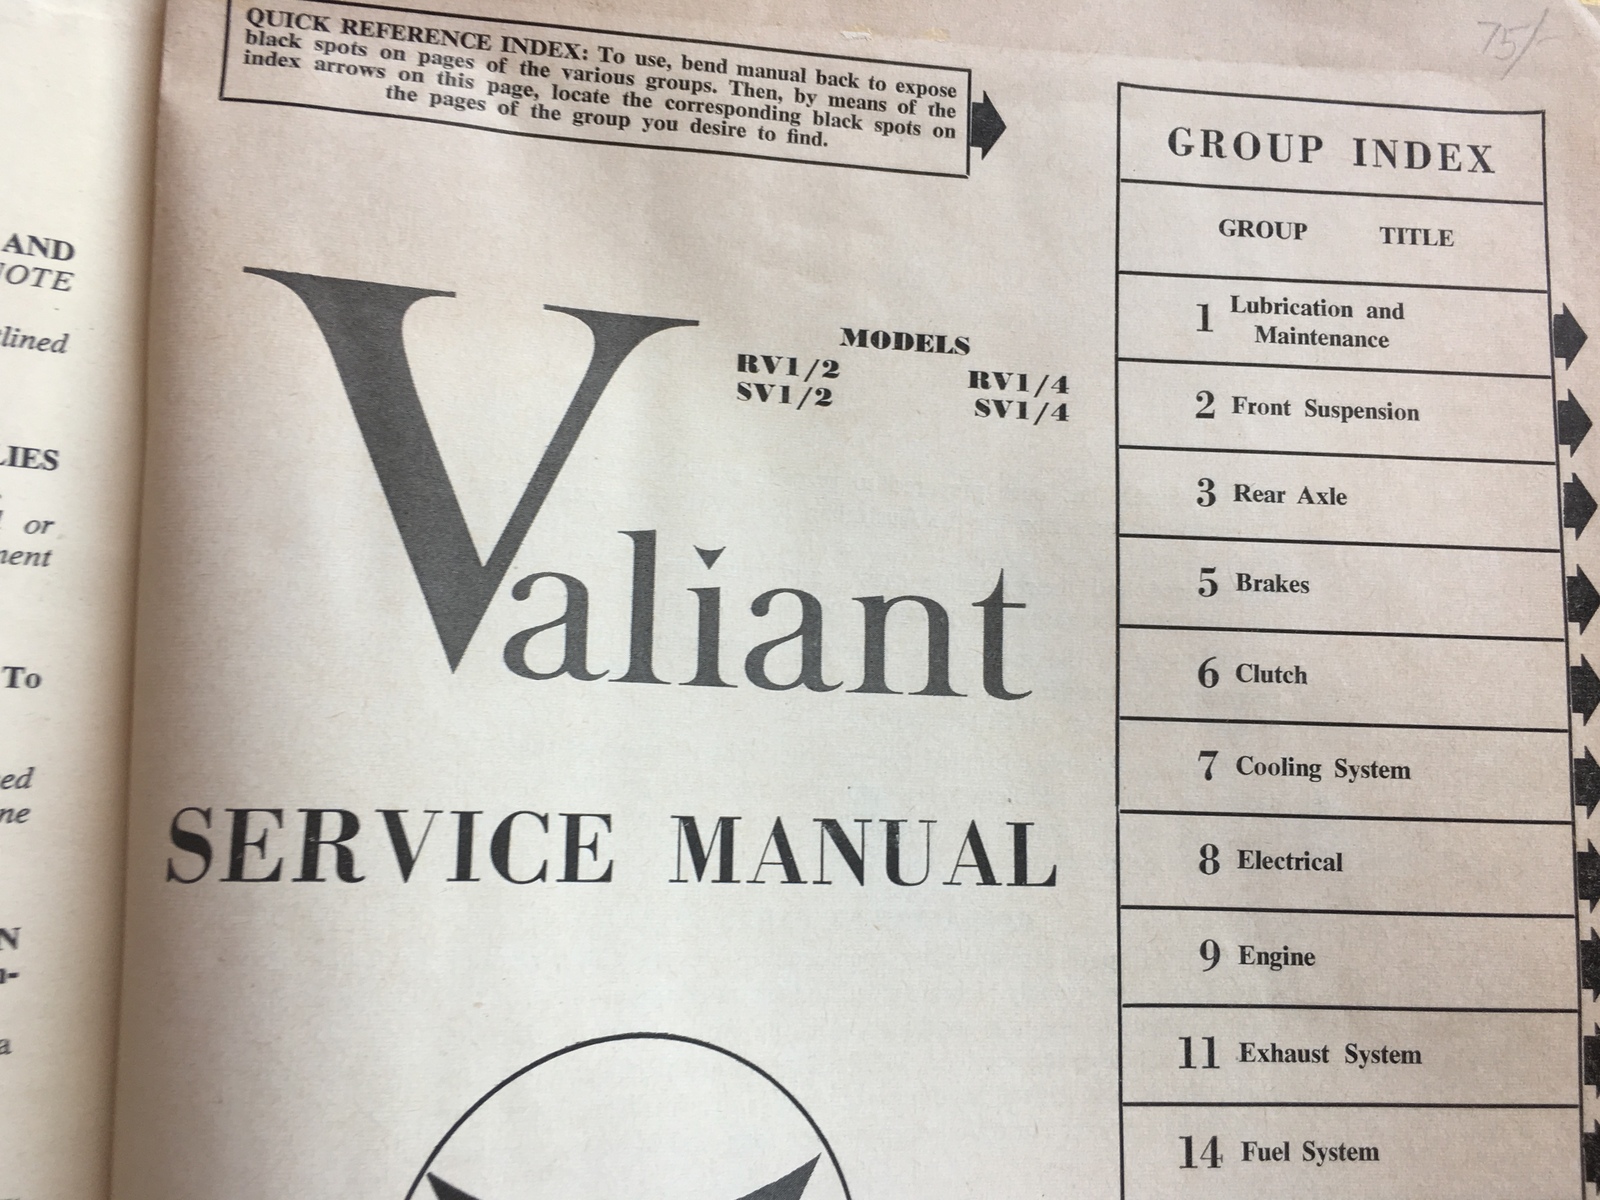 AND
lined
LIES
or
To
QUICK REFERENCE INDEX: To use, bend manual back to expose
black spots on pages of the various groups. Then, by means of the
index arrows on this page, locate the corresponding black spots on
the pages of the group you desire to find.
75/-
Valiant
MODELS
RV1/2 RV1/4
SV1/2 SV1/4
SERVICE MANUAL
GROUP INDEX
GROUP TITLE
1 Lubrication and
Maintenance
2 Front Suspension
3 Rear Axle
5 Brakes
6 Clutch
7 Cooling System
8 Electrical
9 Engine
11 Exhaust System
14 Fuel System